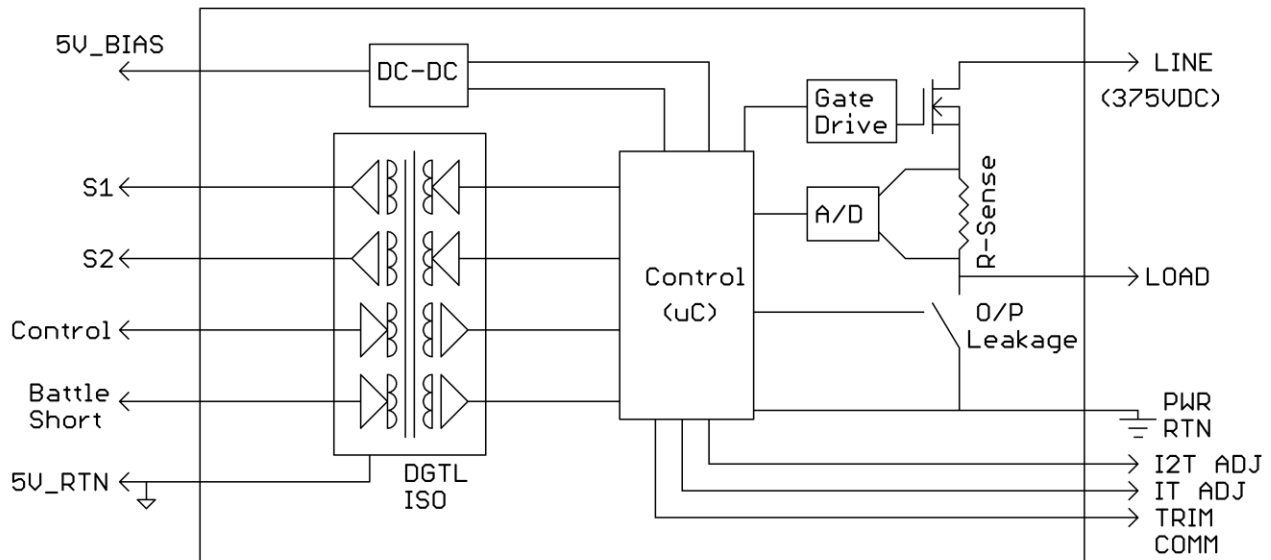 5V_BIAS
DC-DC
S1
S2
Control
Battle
Short
5V_RTN
DGTL
ISO
Control
(uC)
Gate
Drive
A/D
R-Sense
O/P
Leakage
LINE
(375VDC)
LOAD
PWR
RTN
I2T ADJ
IT ADJ
TRIM
COMM